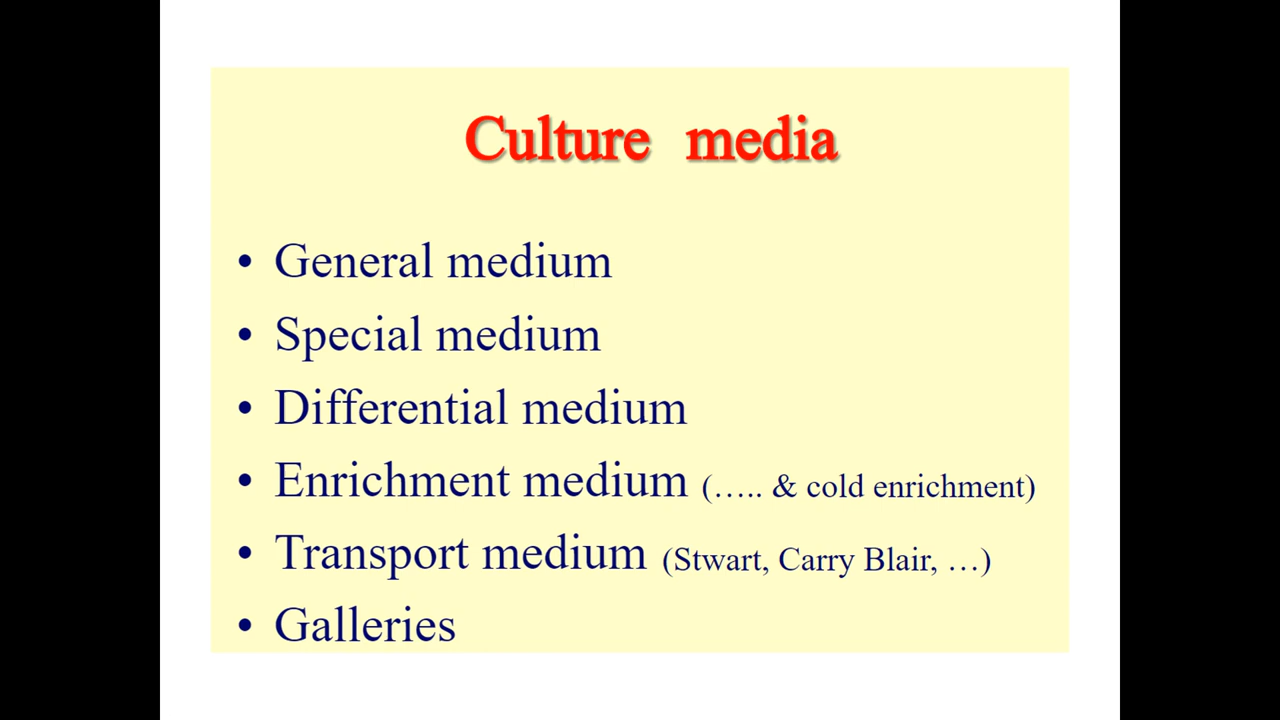 Culture media
• General medium
• Special medium
• Differential medium
• Enrichment medium (….. & cold enrichment)
• Transport medium (Stwart, Carry Blair, …)
• Galleries